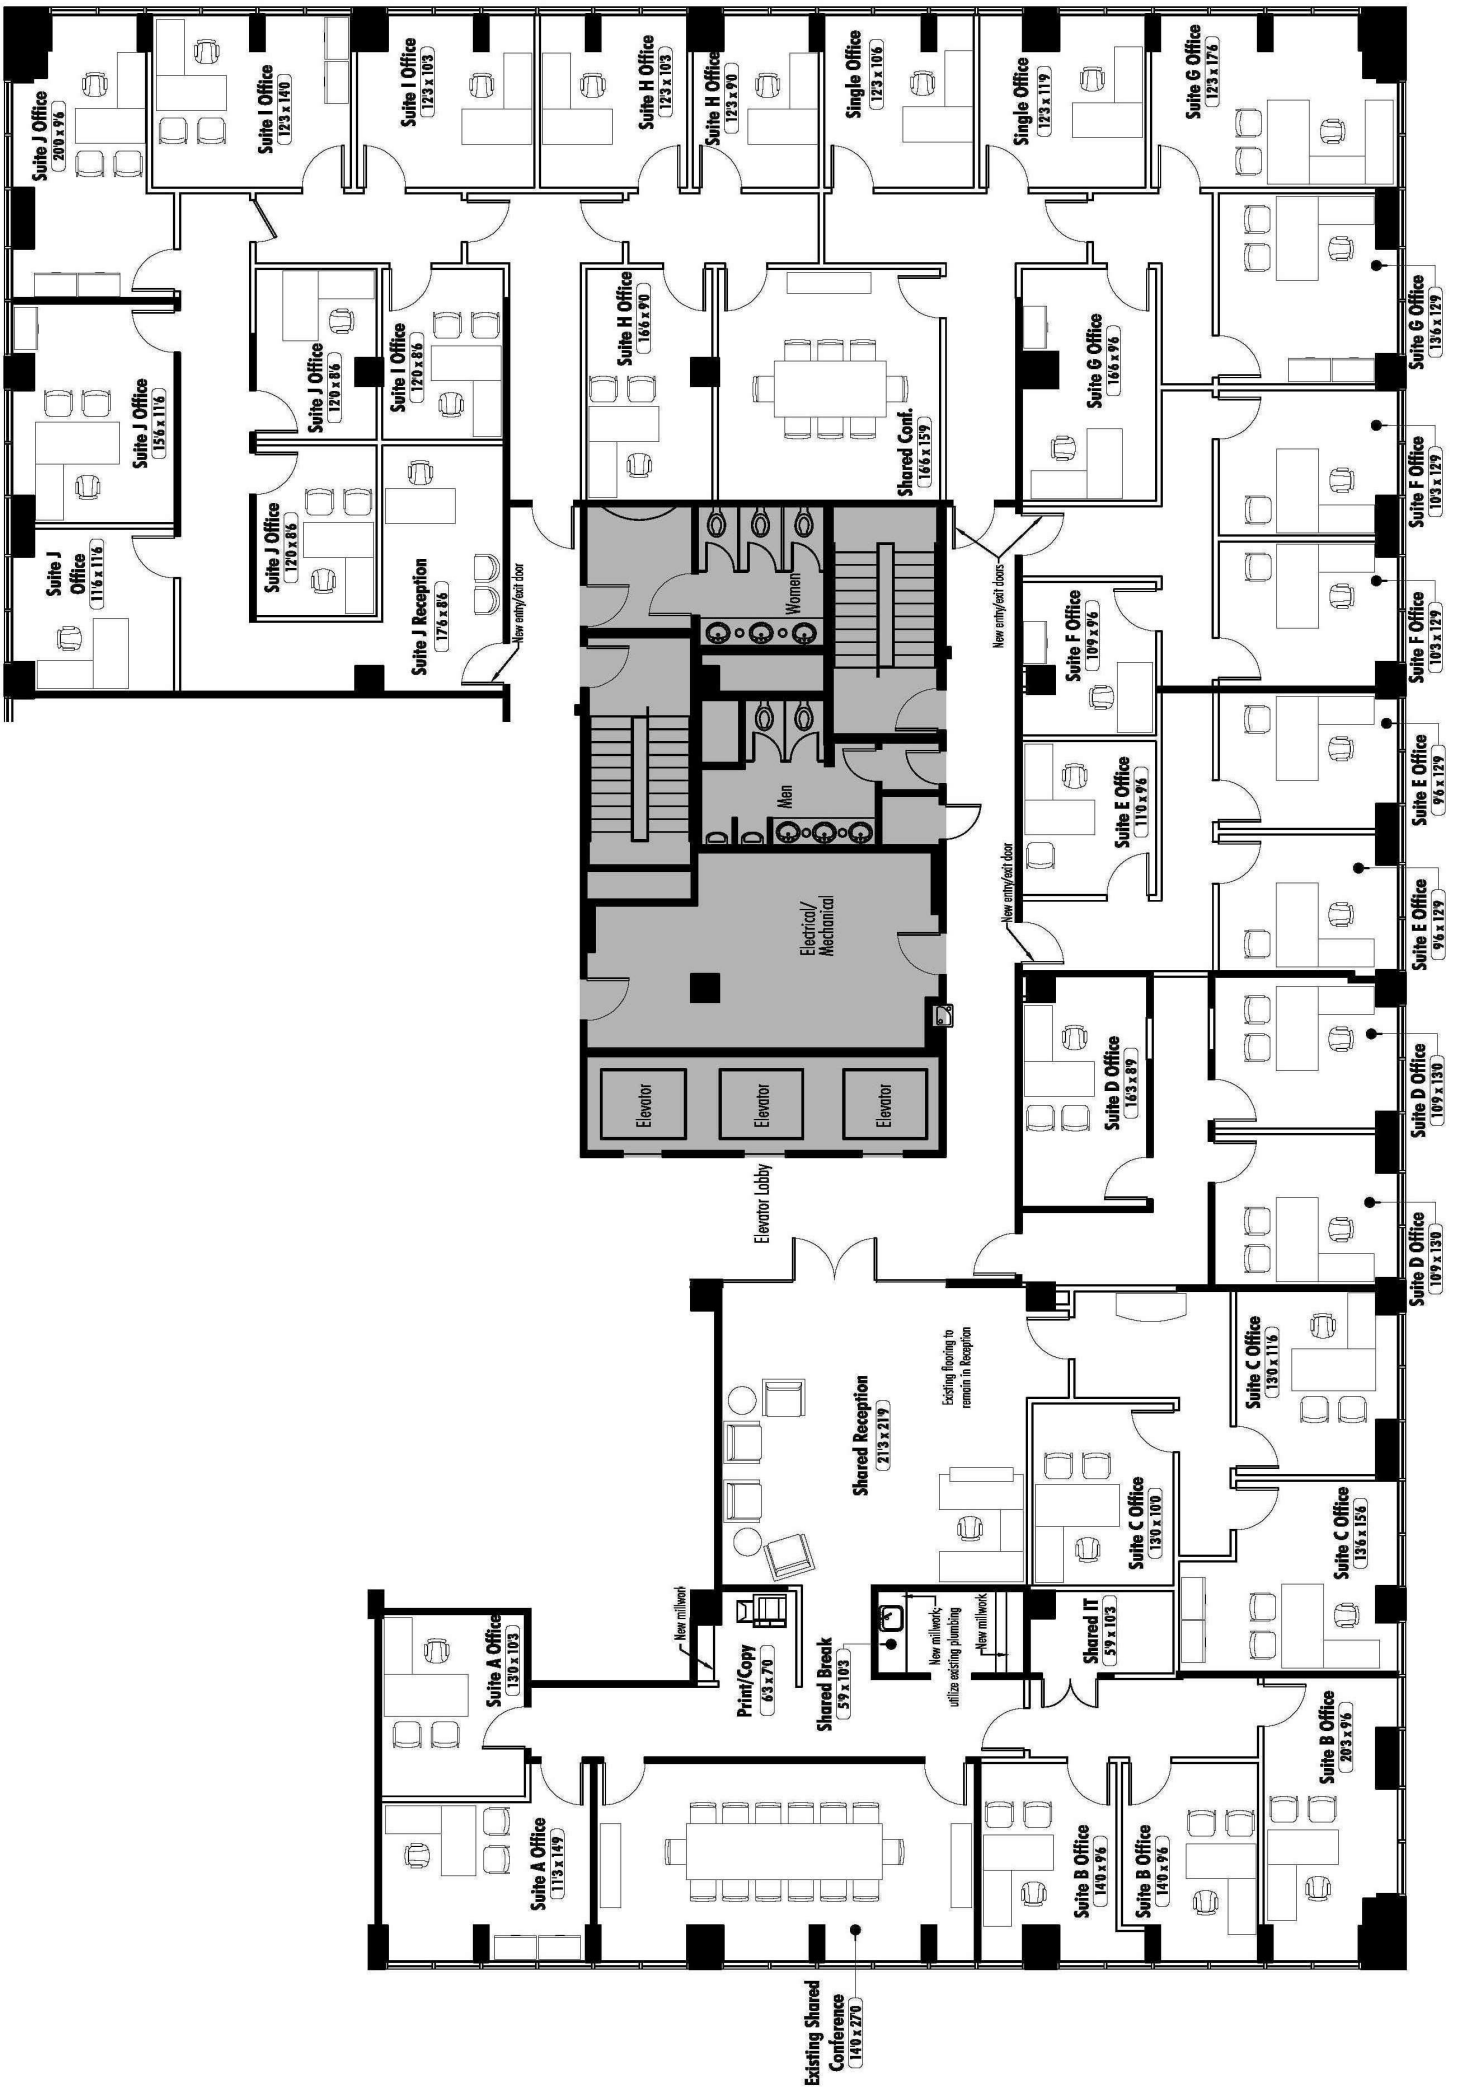 Suite J Office
20'0 x 9'6
Suite I Office
12'3 x 14'0
Suite I Office
12'3 x 10'3
Suite H Office
12'3 x 10'3
Suite H Office
12'3 x 9'0
Single Office
12'3 x 10'6
Single Office
12'3 x 11'9
Suite G Office
12'3 x 17'6
Suite J Office
15'6 x 11'6
Suite J Office
12'0 x 8'6
Suite I Office
12'0 x 8'6
Suite H Office
16'6 x 9'0
Shared Conf.
16'6 x 15'9
Suite G Office
16'6 x 9'6
Suite G Office
13'6 x 12'9
Suite J
Office
11'6 x 11'6
Suite J Office
12'0 x 8'6
Suite J Reception
17'6 x 8'6
New entry/exit door
Women
New entry/exit doors
Suite F Office
10'9 x 9'6
Suite F Office
10'3 x 12'9
Suite F Office
10'3 x 12'9
Men
Electrical/
Mechanical
New entry/exit door
Suite E Office
11'0 x 9'6
Suite E Office
9'6 x 12'9
Suite E Office
9'6 x 12'9
Elevator
Elevator
Elevator
Elevator Lobby
Suite D Office
16'3 x 8'9
Suite D Office
10'9 x 13'0
Suite D Office
10'9 x 13'0
Shared Reception
21'3 x 21'9
Existing flooring to
remain in Reception
Suite C Office
13'0 x 11'6
Suite C Office
13'0 x 10'0
Suite C Office
13'6 x 15'6
Suite A Office
13'0 x 10'3
New millwork
Print/Copy
6'3 x 7'0
Shared Break
5'9 x 10'3
New millwork;
utilize existing plumbing
New millwork
Shared IT
5'9 x 10'3
Suite A Office
11'3 x 14'9
Existing Shared
Conference
14'0 x 27'0
Suite B Office
14'0 x 9'6
Suite B Office
14'0 x 9'6
Suite B Office
20'3 x 9'6